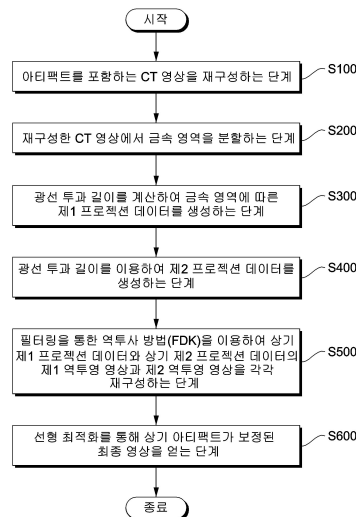 시작
아티팩트를 포함하는 CT 영상을 재구성하는 단계
S100
재구성한 CT 영상에서 금속 영역을 분할하는 단계
S200
광선 투과 길이를 계산하여 금속 영역에 따른
제1 프로젝션 데이터를 생성하는 단계
S300
광선 투과 길이를 이용하여 제2 프로젝션 데이터를
생성하는 단계
S400
필터링을 통한 역투사 방법(FDK)을 이용하여 상기
제1 프로젝션 데이터와 상기 제2 프로젝션 데이터의
제1 역투영 영상과 제2 역투영 영상을 각각
재구성하는 단계
S500
선형 최적화를 통해 상기 아티팩트가 보정된
최종 영상을 얻는 단계
S600
종료